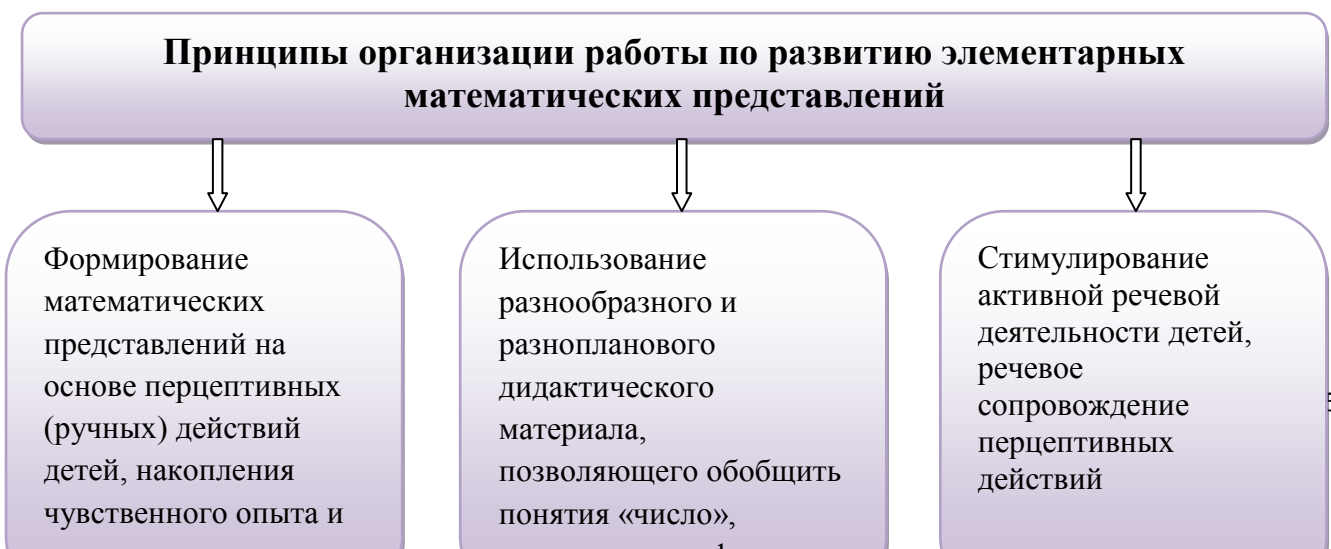 Принципы организации работы по развитию элементарных
математических представлений
Формирование
математических
представлений на
основе перцептивных
(ручных) действий
детей, накопления
чувственного опыта и
Использование
разнообразного и
разнопланового
дидактического
материала,
позволяющего обобщить
понятия «число»,
Стимулирование
активной речевой
деятельности детей,
речевое
сопровождение
перцептивных
действий